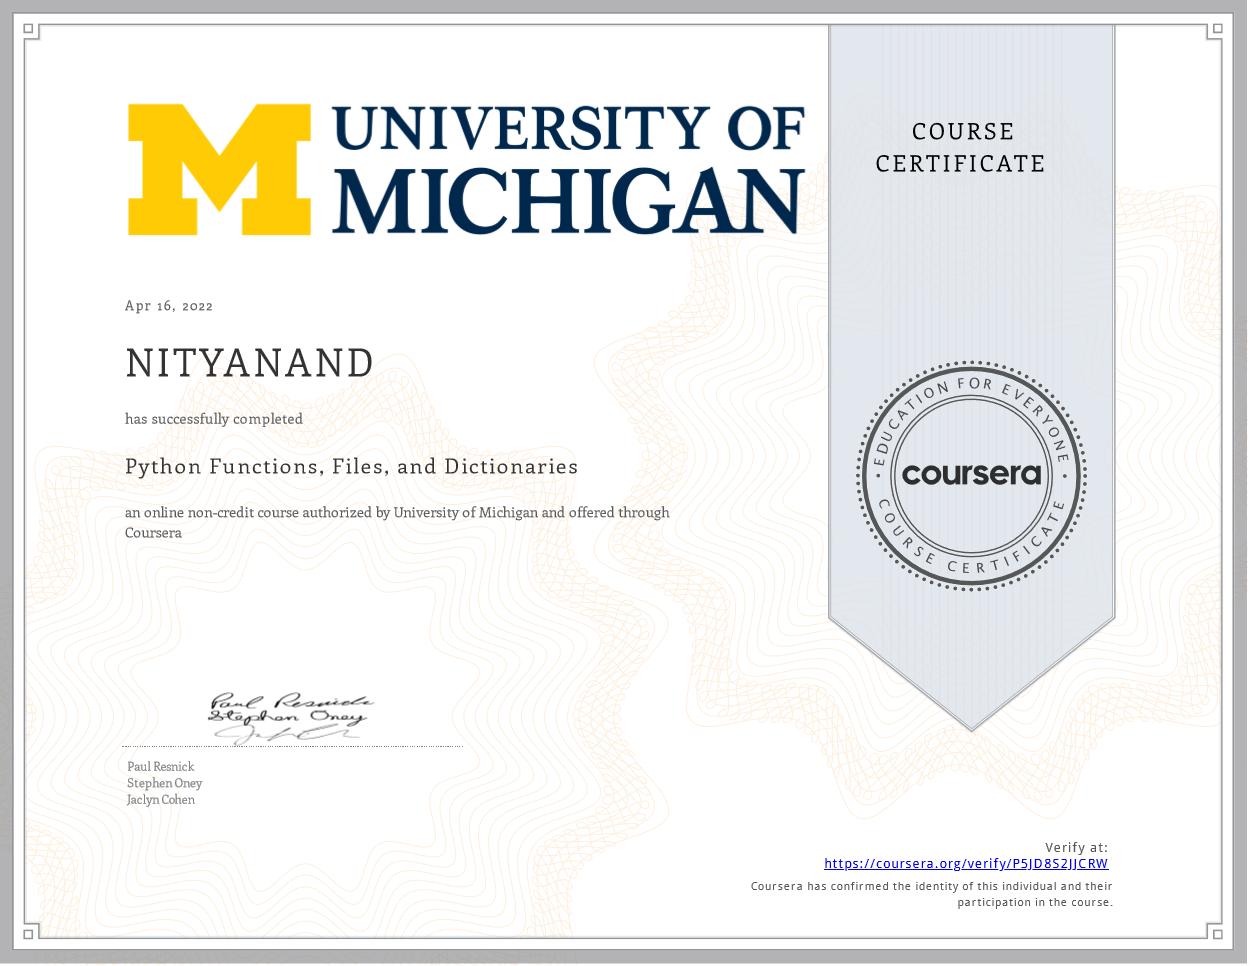 UNIVERSITY OF
MICHIGAN
COURSE
CERTIFICATE
Apr 16, 2022
NITYANAND
has successfully completed
Python Functions, Files, and Dictionaries
an online non-credit course authorized by University of Michigan and offered through
Coursera
EDUCATION FOR EVERYONE
coursera
COURSE CERTIFICATE
Paul Resnick
Stephen Oney
Paul Resnick
Stephen Oney
Jaclyn Cohen
Verify at:
https://coursera.org/verify/P5JD8S2JJCRW
Coursera has confirmed the identity of this individual and their
participation in the course.